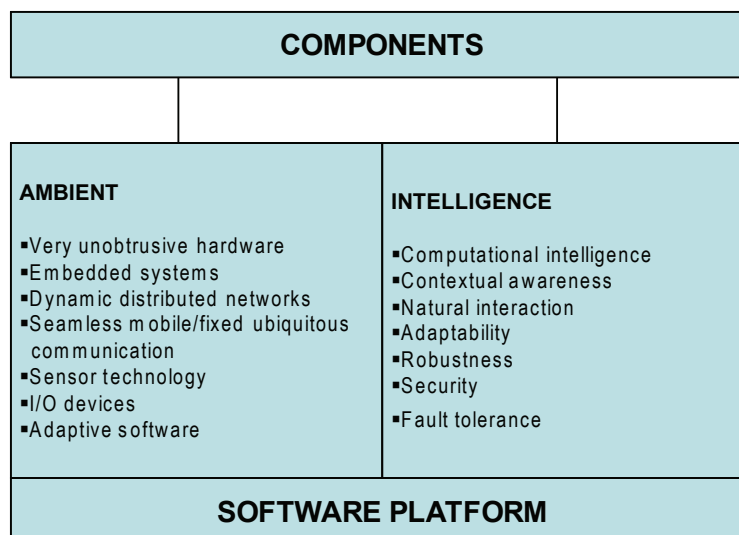 COMPONENTS
AMBIENT
▪Very unobtrusive hardware
▪Embedded systems
▪Dynamic distributed networks
▪Seamless mobile/fixed ubiquitous
communication
▪Sensor technology
▪I/O devices
▪Adaptive software
INTELLIGENCE
▪Computational intelligence
▪Contextual awareness
▪Natural interaction
▪Adaptability
▪Robustness
▪Security
▪Fault tolerance
SOFTWARE PLATFORM